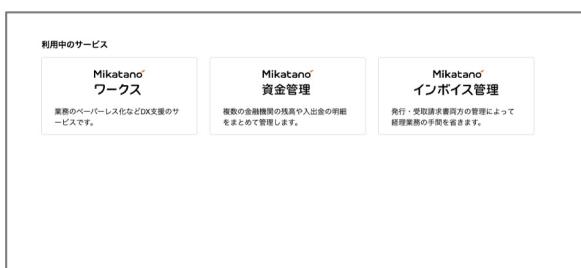 利用中のサービス
Mikatano
ワークス
業務のペーパーレス化などDX支援のサ
ービスです。
Mikatano
資金管理
複数の金融機関の残高や入出金の明細
をまとめて管理します。
Mikatano
インボイス管理
発行・受取請求書両方の管理によって
経理業務の手間を省きます。